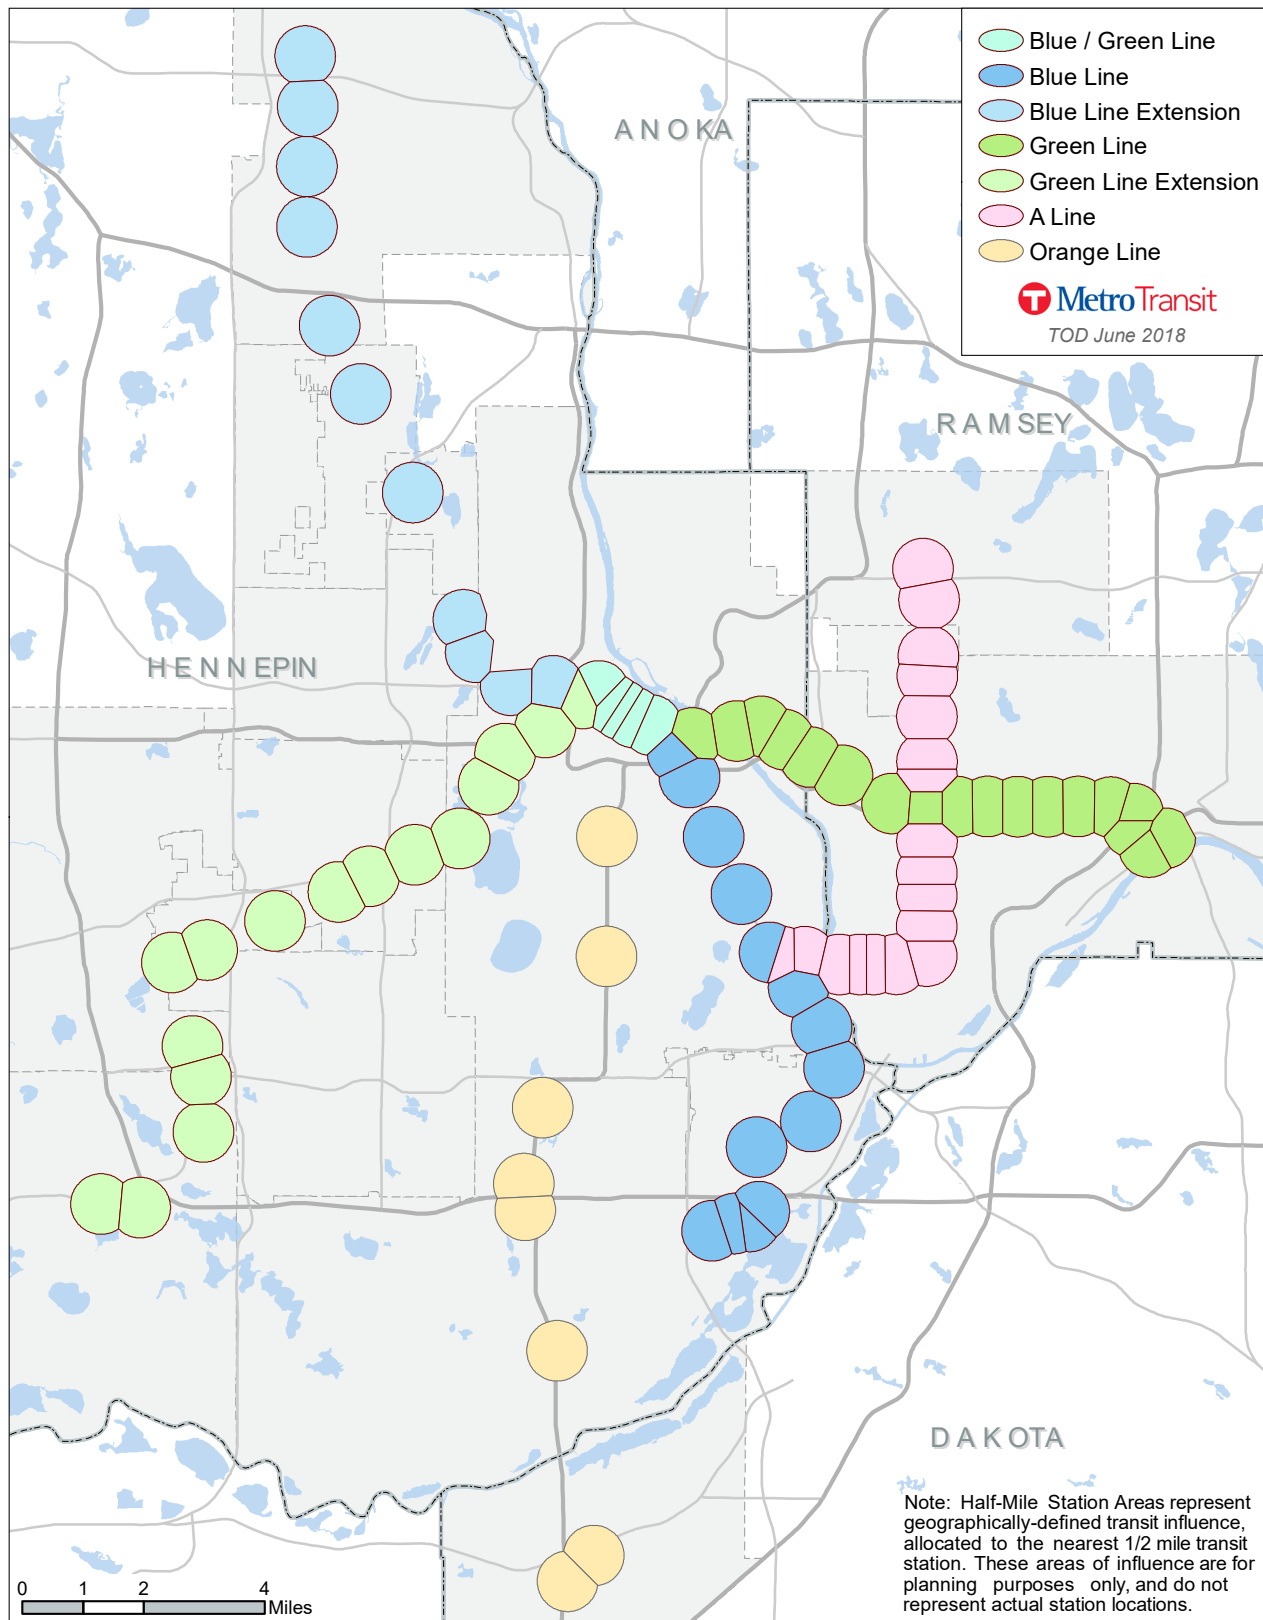 Blue / Green Line
Blue Line
Blue Line Extension
Green Line
Green Line Extension
A Line
Orange Line
T MetroTransit
TOD June 2018
ANOKA
RAMSEY
HENNEPIN
DAKOTA
Note: Half-Mile Station Areas represent
geographically-defined transit influence,
allocated to the nearest 1/2 mile transit
station. These areas of influence are for
planning purposes only, and do not
represent actual station locations.
0 1 2 4
Miles